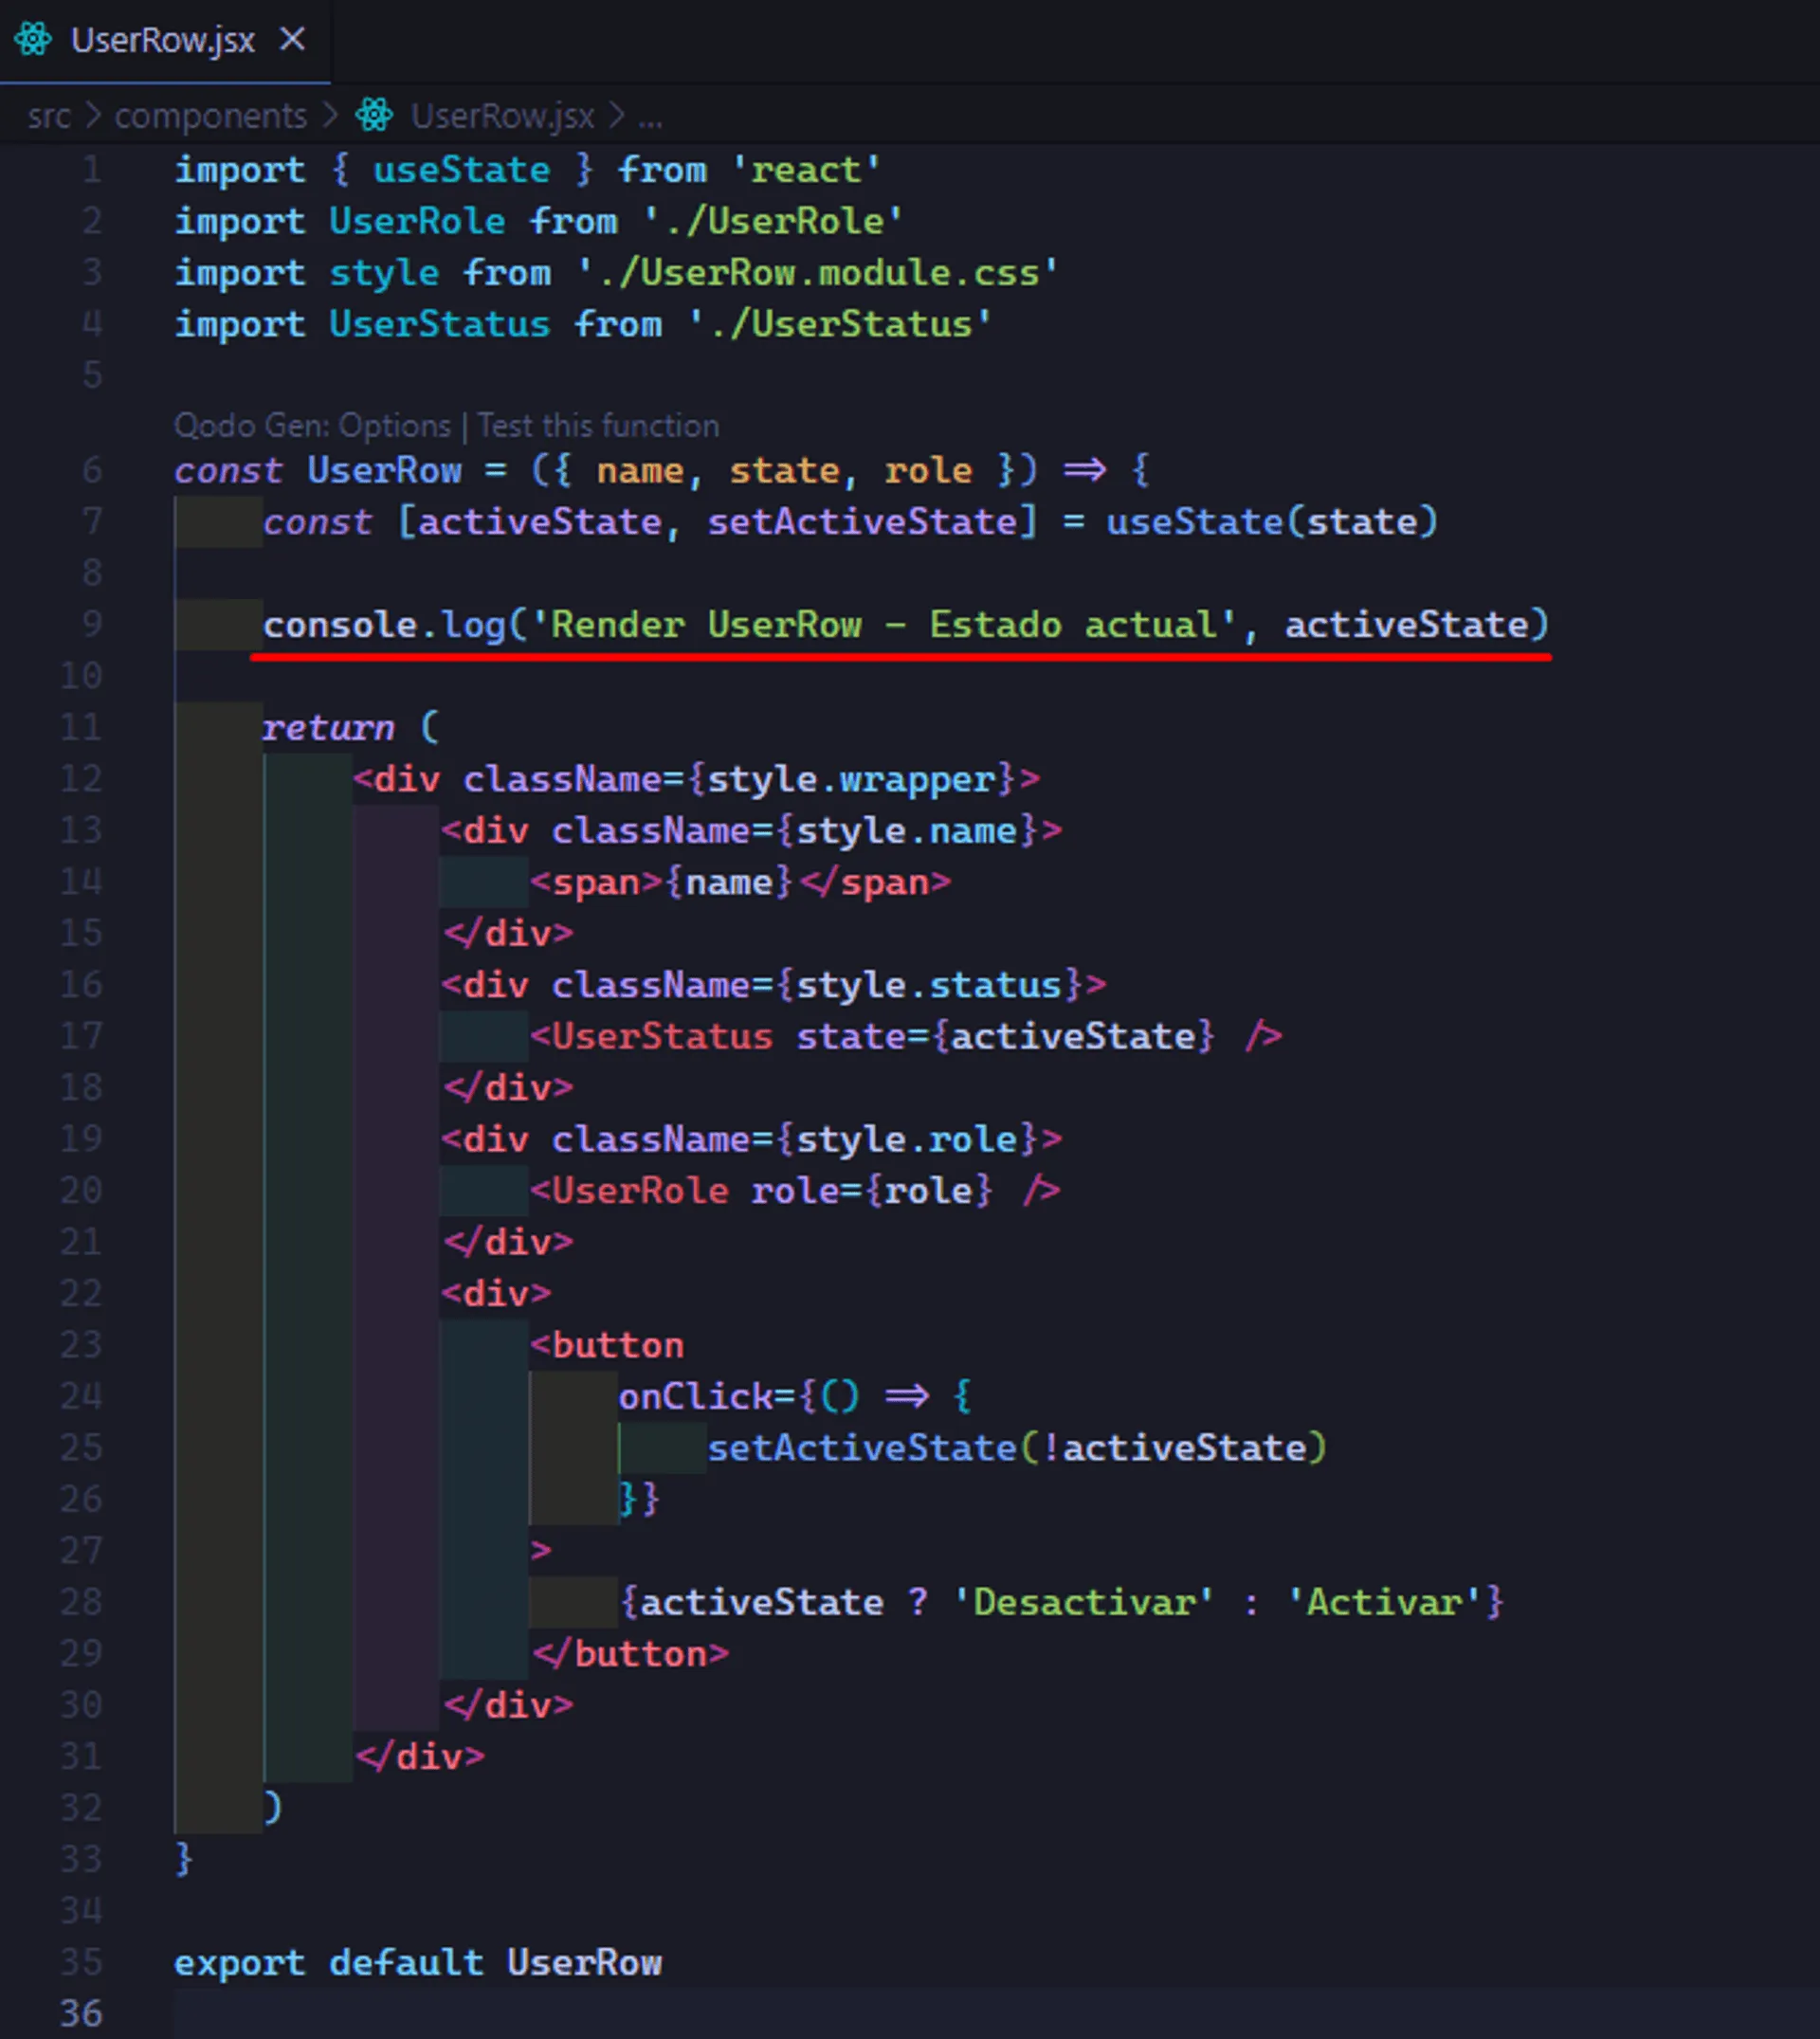 UserRow.jsx ×
src > components > UserRow.jsx > ...
1 import { useState } from 'react'
2 import UserRole from './UserRole'
3 import style from './UserRow.module.css'
4 import UserStatus from './UserStatus'
5
Qodo Gen: Options | Test this function
6 const UserRow = ({ name, state, role }) => {
7 const [activeState, setActiveState] = useState(state)
8
9 console.log('Render UserRow - Estado actual', activeState)
10
11 return (
12 <div className={style.wrapper}>
13 <div className={style.name}>
14 <span>{name}</span>
15 </div>
16 <div className={style.status}>
17 <UserStatus state={activeState} />
18 </div>
19 <div className={style.role}>
20 <UserRole role={role} />
21 </div>
22 <div>
23 <button
24 onClick={() => {
25 setActiveState(!activeState)
26 }}
27 >
28 {activeState ? 'Desactivar' : 'Activar'}
29 </button>
30 </div>
31 </div>
32 )
33 }
34
35 export default UserRow
36